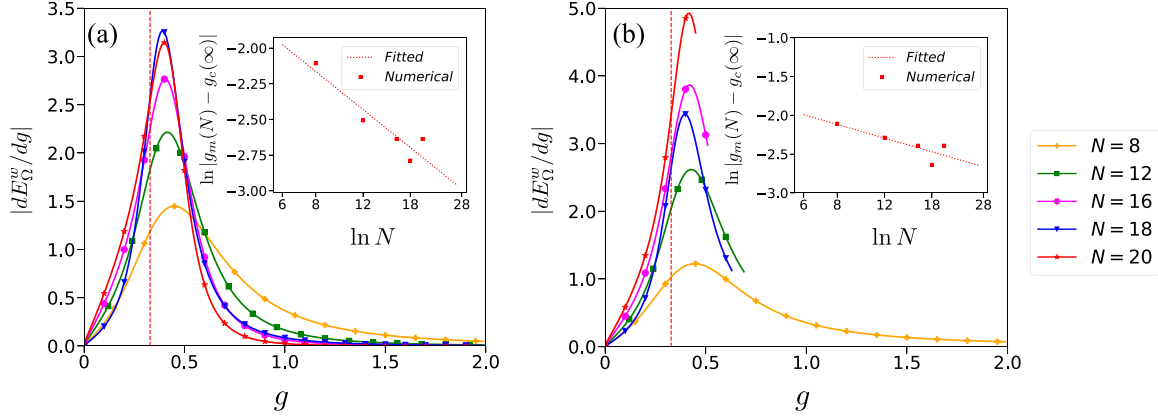 (a)
|dE_Ω^w/dg|
3.5
3.0
2.5
2.0
1.5
1.0
0.5
0.0
0 0.5 1.0 1.5 2.0
g
ln |g_m(N) − g_c(∞)|
−2.00
−2.25
−2.50
−2.75
−3.00
6 8 12 18 28
ln N
Fitted
Numerical
(b)
|dE_Ω^w/dg|
5.0
4.0
3.0
2.0
1.0
0.0
0 0.5 1.0 1.5 2.0
g
ln |g_m(N) − g_c(∞)|
−1.0
−1.5
−2.0
−2.5
−3.0
6 8 12 18 28
ln N
Fitted
Numerical
N = 8
N = 12
N = 16
N = 18
N = 20